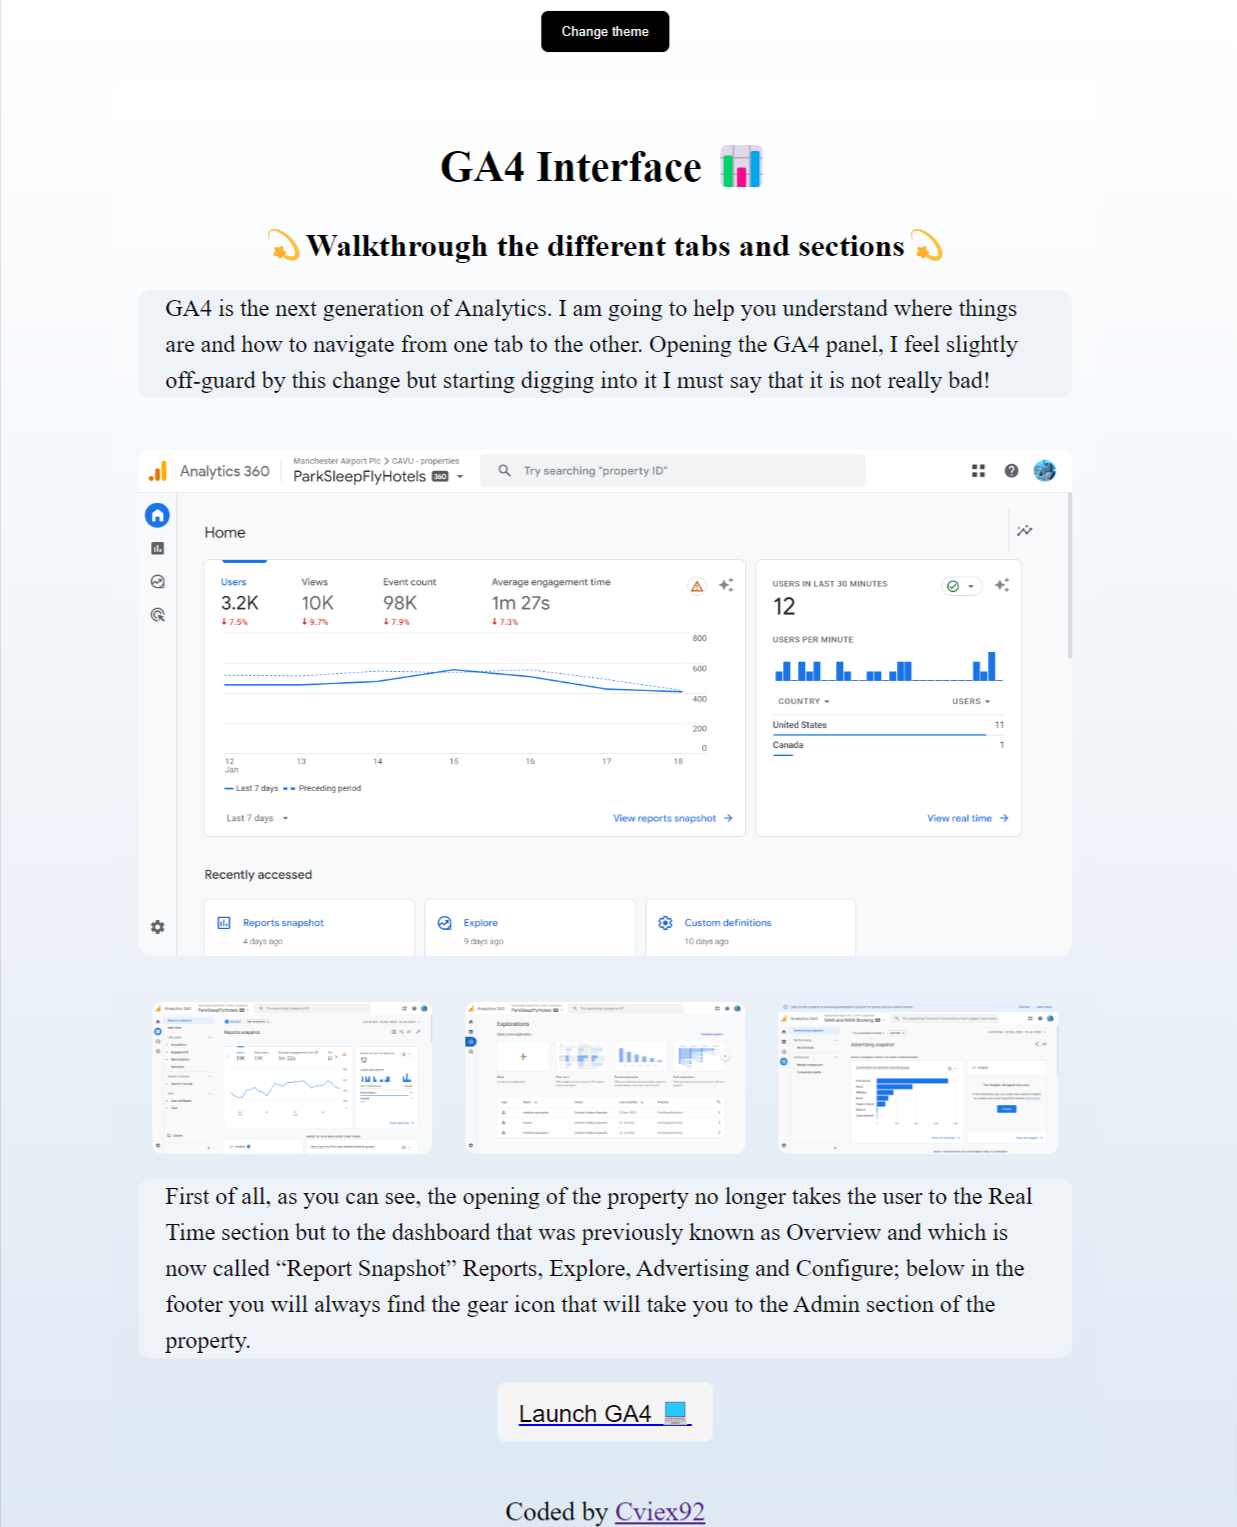 Change theme
GA4 Interface
Walkthrough the different tabs and sections
GA4 is the next generation of Analytics. I am going to help you understand where things
are and how to navigate from one tab to the other. Opening the GA4 panel, I feel slightly
off-guard by this change but starting digging into it I must say that it is not really bad!
Analytics 360
Manchester Airport Plc > CAVU - properties
ParkSleepFlyHotels 360
Try searching "property ID"
Home
Users Views Event count Average engagement time
3.2K 10K 98K 1m 27s
7.5% 9.7% 7.9% 7.3%
800
600
400
200
0
12 13 14 15 16 17 18
Jan
Last 7 days Preceding period
Last 7 days
View reports snapshot
USERS IN LAST 30 MINUTES
12
USERS PER MINUTE
COUNTRY USERS
United States 11
Canada 1
View real time
Recently accessed
Reports snapshot
4 days ago
Explore
9 days ago
Custom definitions
10 days ago
Analytics 360
ParkSleepFlyHotels
Reports snapshot
Explorations
Advertising snapshot
First of all, as you can see, the opening of the property no longer takes the user to the Real
Time section but to the dashboard that was previously known as Overview and which is
now called “Report Snapshot” Reports, Explore, Advertising and Configure; below in the
footer you will always find the gear icon that will take you to the Admin section of the
property.
Launch GA4
Coded by Cviex92